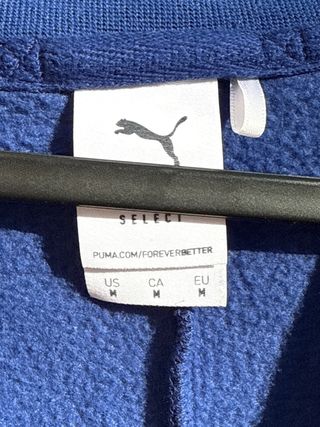 SELECT
PUMA.COM/FOREVERBETTER
US CA EU
M M M